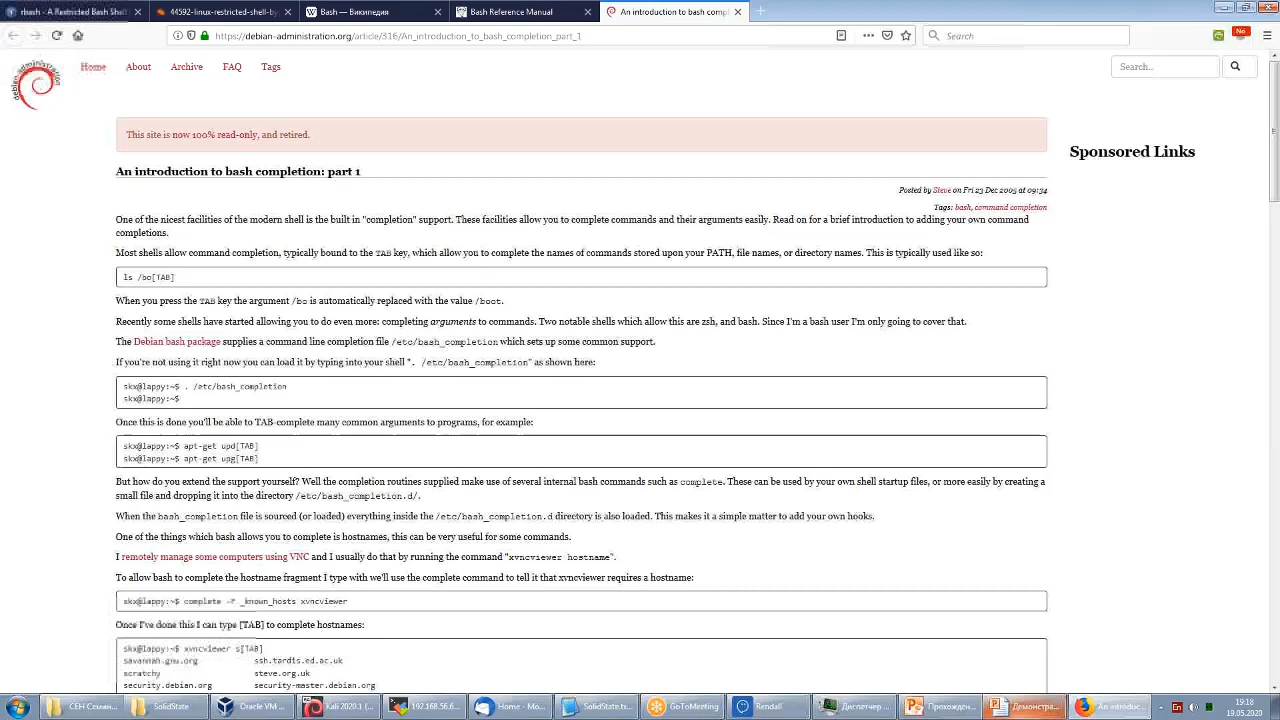 rbash - A Restricted Bash Shell
44592-linux-restricted-shell-by
Bash — Википедия
Bash Reference Manual
An introduction to bash compl
https://debian-administration.org/article/316/An_introduction_to_bash_completion_part_1
Search
No
Home
About
Archive
FAQ
Tags
Search..
This site is now 100% read-only, and retired.
Sponsored Links
An introduction to bash completion: part 1
Posted by Steve on Fri 23 Dec 2005 at 09:34
Tags: bash, command completion
One of the nicest facilities of the modern shell is the built in "completion" support. These facilities allow you to complete commands and their arguments easily. Read on for a brief introduction to adding your own command
completions.
Most shells allow command completion, typically bound to the TAB key, which allow you to complete the names of commands stored upon your PATH, file names, or directory names. This is typically used like so:
ls /bo[TAB]
When you press the TAB key the argument /bo is automatically replaced with the value /boot.
Recently some shells have started allowing you to do even more: completing arguments to commands. Two notable shells which allow this are zsh, and bash. Since I'm a bash user I'm only going to cover that.
The Debian bash package supplies a command line completion file /etc/bash_completion which sets up some common support.
If you're not using it right now you can load it by typing into your shell ". /etc/bash_completion" as shown here:
skx@lappy:~$ . /etc/bash_completion
skx@lappy:~$
Once this is done you'll be able to TAB-complete many common arguments to programs, for example:
skx@lappy:~$ apt-get upd[TAB]
skx@lappy:~$ apt-get upg[TAB]
But how do you extend the support yourself? Well the completion routines supplied make use of several internal bash commands such as complete. These can be used by your own shell startup files, or more easily by creating a
small file and dropping it into the directory /etc/bash_completion.d/.
When the bash_completion file is sourced (or loaded) everything inside the /etc/bash_completion.d directory is also loaded. This makes it a simple matter to add your own hooks.
One of the things which bash allows you to complete is hostnames, this can be very useful for some commands.
I remotely manage some computers using VNC and I usually do that by running the command "xvncviewer hostname".
To allow bash to complete the hostname fragment I type with we'll use the complete command to tell it that xvncviewer requires a hostname:
skx@lappy:~$ complete -F _known_hosts xvncviewer
Once I've done this I can type [TAB] to complete hostnames:
skx@lappy:~$ xvncviewer s[TAB]
savannah.gnu.org ssh.tardis.ed.ac.uk
scratchy steve.org.uk
security.debian.org security-master.debian.org
СЕН Семин...
SolidState
Oracle VM ...
Kali 2020.1 (...
192.168.56.6...
Home - Mo...
SolidState.tx...
GoToMeeting
Rendall
Диспетчер ...
Прохожден...
Демонстра...
An introduc...
En
19:18
19.05.2020